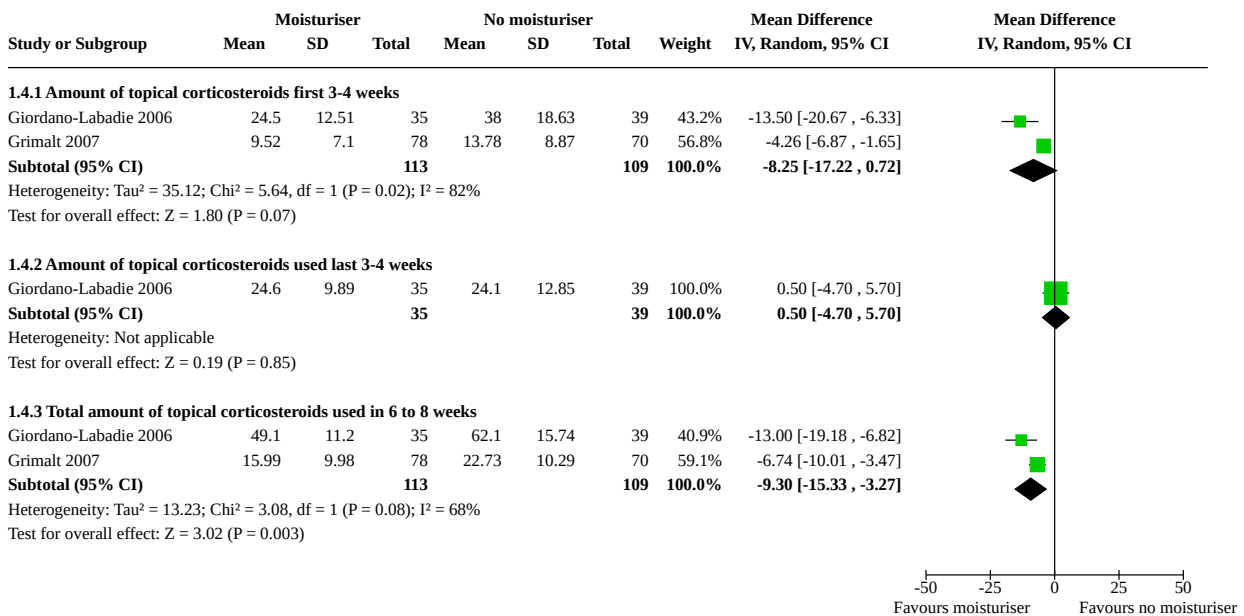 Moisturiser No moisturiser Mean Difference Mean Difference
Study or Subgroup Mean SD Total Mean SD Total Weight IV, Random, 95% CI IV, Random, 95% CI
1.4.1 Amount of topical corticosteroids first 3-4 weeks
Giordano-Labadie 2006 24.5 12.51 35 38 18.63 39 43.2% -13.50 [-20.67 , -6.33]
Grimalt 2007 9.52 7.1 78 13.78 8.87 70 56.8% -4.26 [-6.87 , -1.65]
Subtotal (95% CI) 113 109 100.0% -8.25 [-17.22 , 0.72]
Heterogeneity: Tau² = 35.12; Chi² = 5.64, df = 1 (P = 0.02); I² = 82%
Test for overall effect: Z = 1.80 (P = 0.07)
1.4.2 Amount of topical corticosteroids used last 3-4 weeks
Giordano-Labadie 2006 24.6 9.89 35 24.1 12.85 39 100.0% 0.50 [-4.70 , 5.70]
Subtotal (95% CI) 35 39 100.0% 0.50 [-4.70 , 5.70]
Heterogeneity: Not applicable
Test for overall effect: Z = 0.19 (P = 0.85)
1.4.3 Total amount of topical corticosteroids used in 6 to 8 weeks
Giordano-Labadie 2006 49.1 11.2 35 62.1 15.74 39 40.9% -13.00 [-19.18 , -6.82]
Grimalt 2007 15.99 9.98 78 22.73 10.29 70 59.1% -6.74 [-10.01 , -3.47]
Subtotal (95% CI) 113 109 100.0% -9.30 [-15.33 , -3.27]
Heterogeneity: Tau² = 13.23; Chi² = 3.08, df = 1 (P = 0.08); I² = 68%
Test for overall effect: Z = 3.02 (P = 0.003)
-50 -25 0 25 50
Favours moisturiser Favours no moisturiser